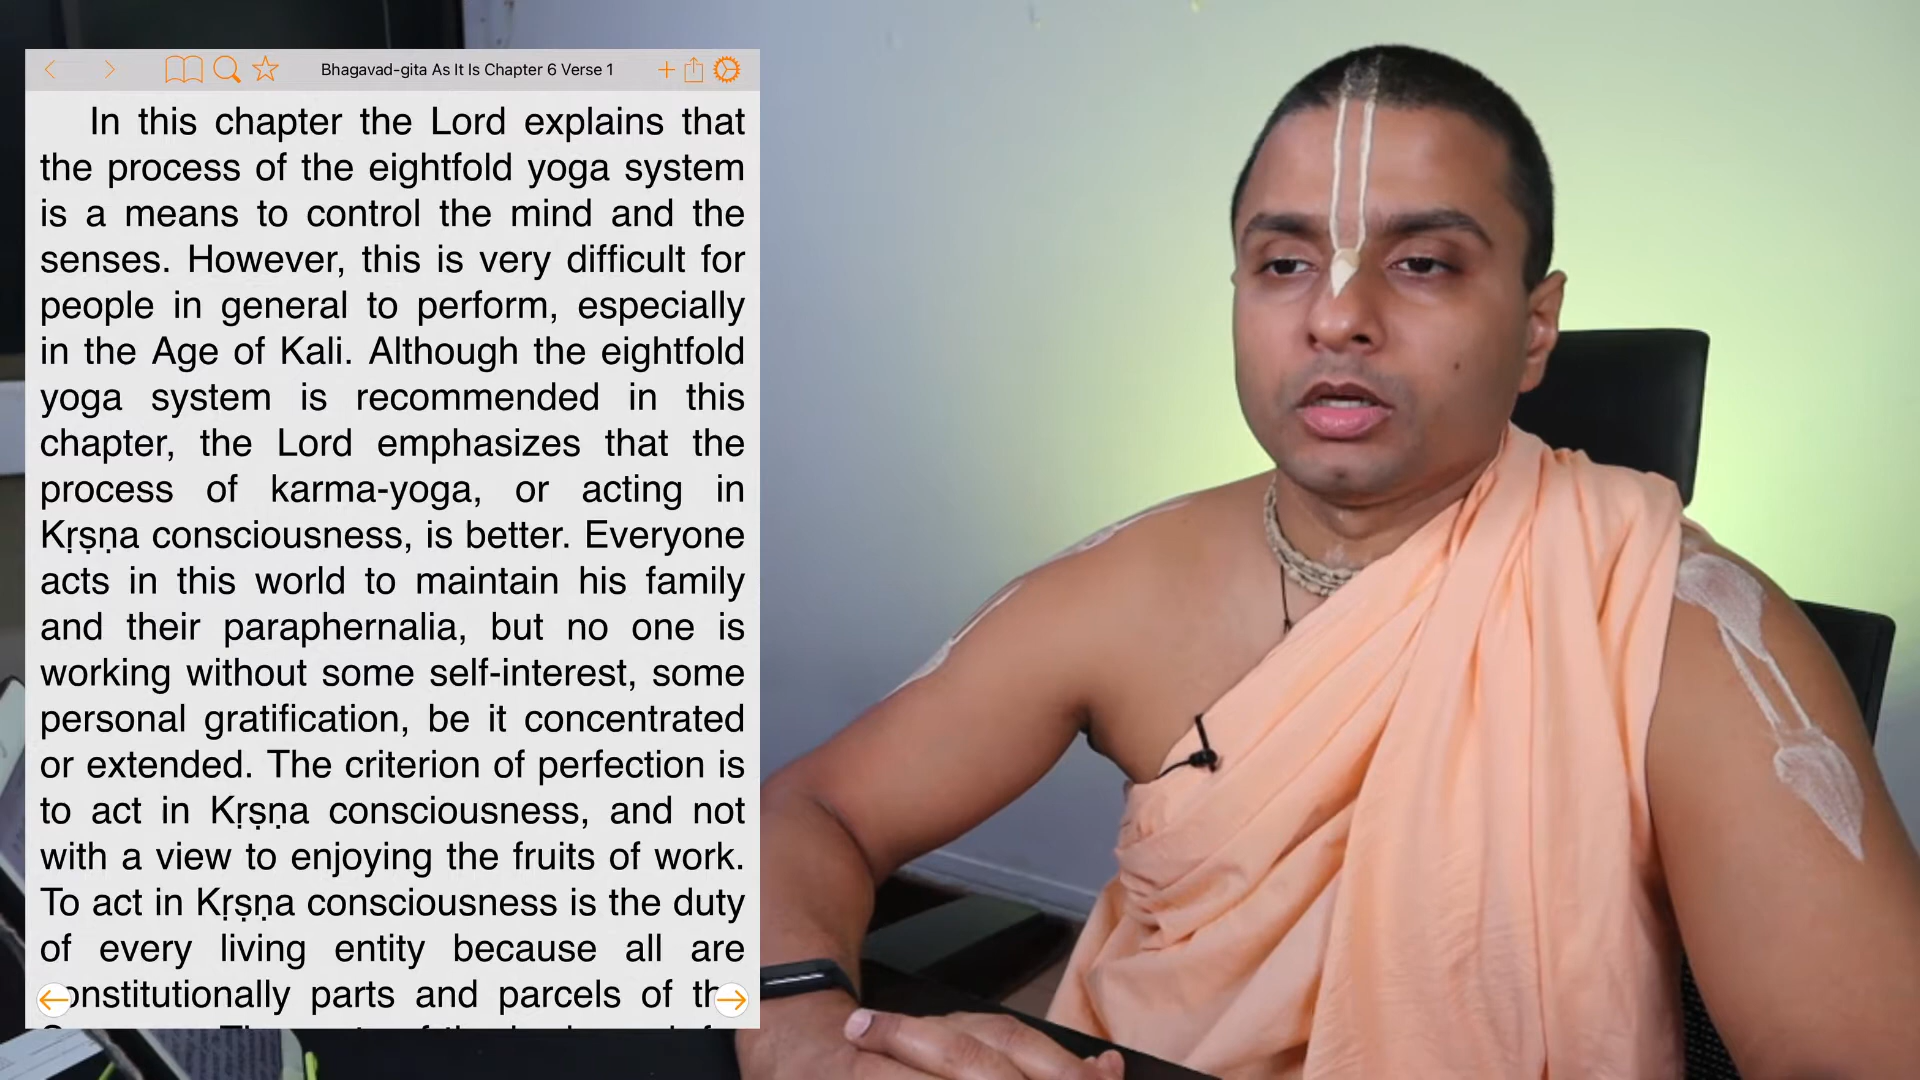 Bhagavad-gita As It Is Chapter 6 Verse 1
In this chapter the Lord explains that
the process of the eightfold yoga system
is a means to control the mind and the
senses. However, this is very difficult for
people in general to perform, especially
in the Age of Kali. Although the eightfold
yoga system is recommended in this
chapter, the Lord emphasizes that the
process of karma-yoga, or acting in
Kṛṣṇa consciousness, is better. Everyone
acts in this world to maintain his family
and their paraphernalia, but no one is
working without some self-interest, some
personal gratification, be it concentrated
or extended. The criterion of perfection is
to act in Kṛṣṇa consciousness, and not
with a view to enjoying the fruits of work.
To act in Kṛṣṇa consciousness is the duty
of every living entity because all are
constitutionally parts and parcels of the